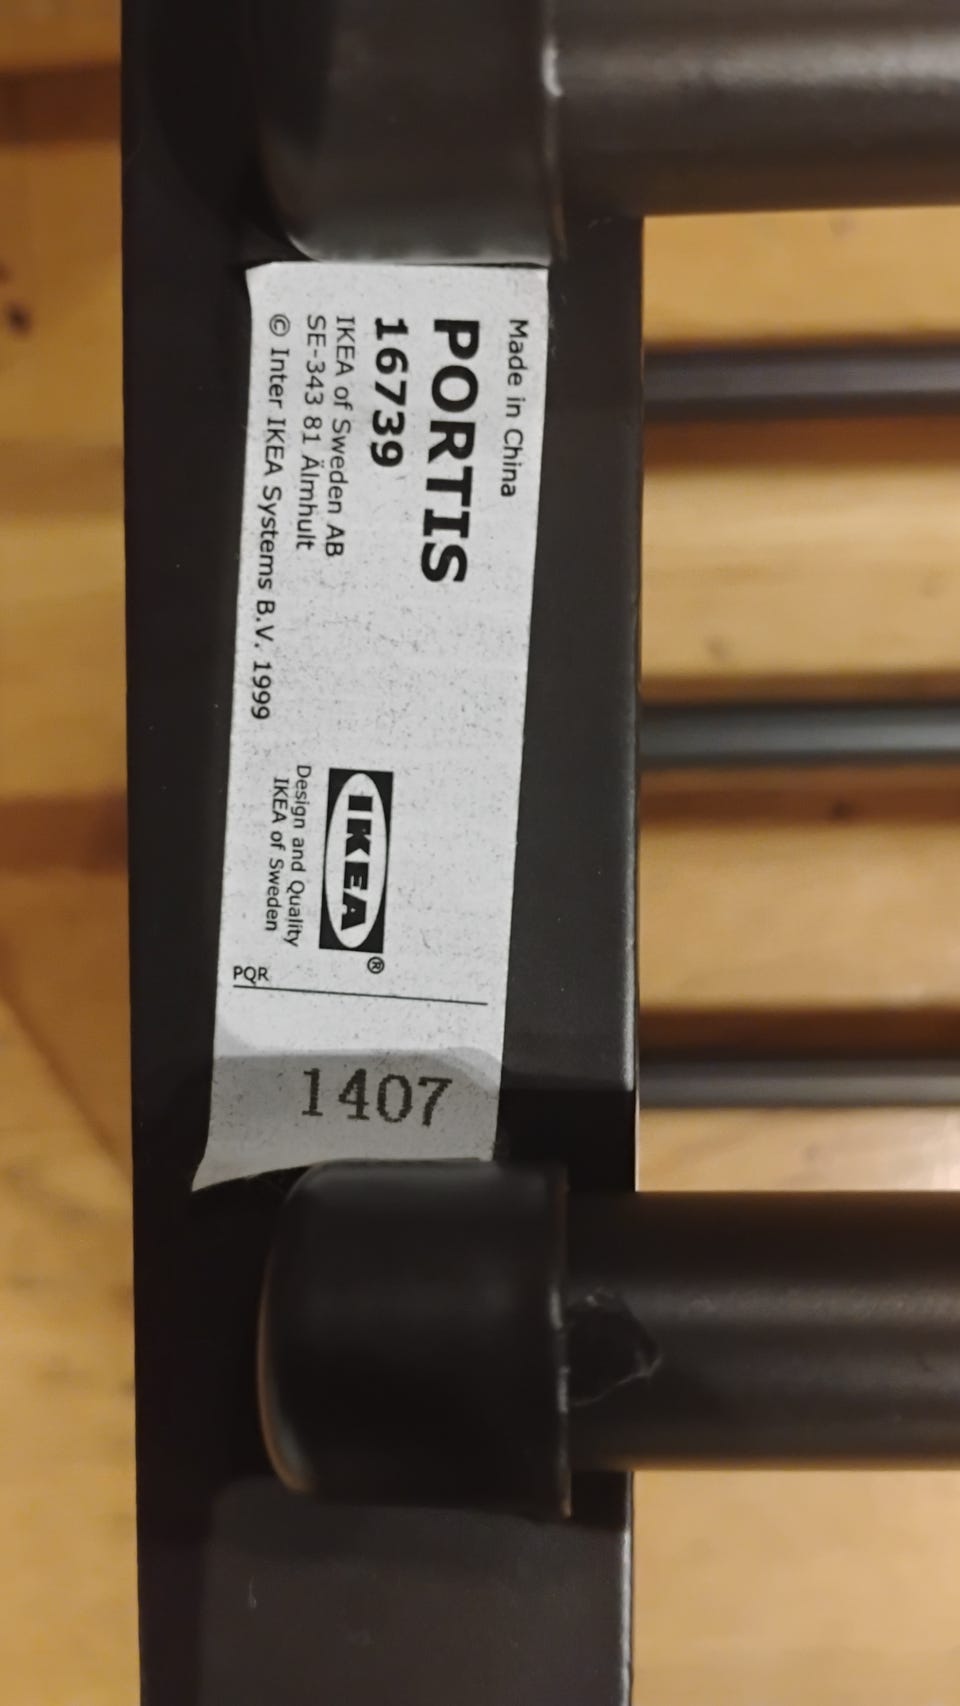 Made in China
PORTIS
16739
IKEA of Sweden AB
SE-343 81 Älmhult
© Inter IKEA Systems B.V. 1999
IKEA®
Design and Quality
IKEA of Sweden
PQR
1407